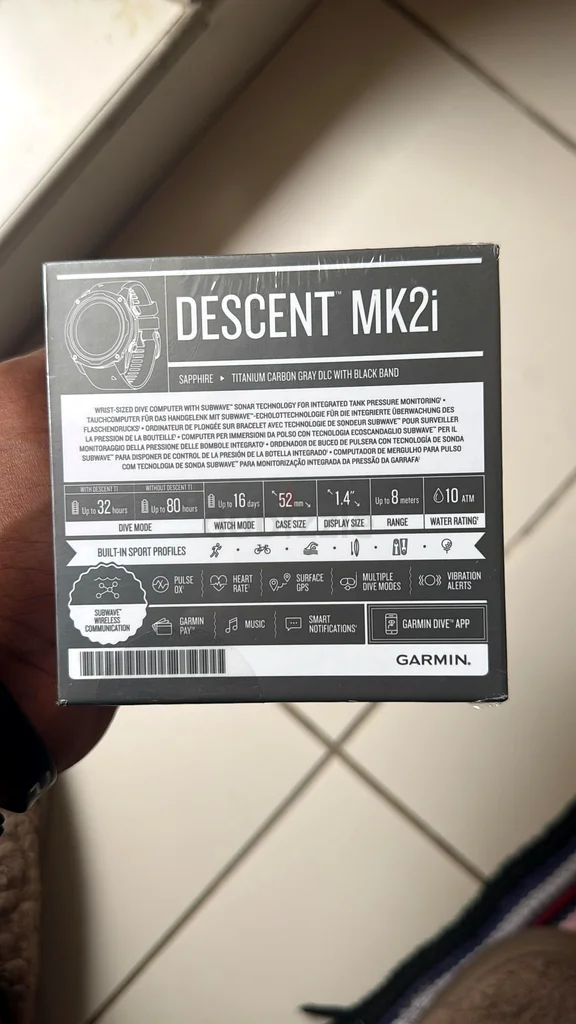 DESCENT™ MK2i
SAPPHIRE ▸ TITANIUM CARBON GRAY DLC WITH BLACK BAND
WRIST-SIZED DIVE COMPUTER WITH SUBWAVE™ SONAR TECHNOLOGY FOR INTEGRATED TANK PRESSURE MONITORING¹ •
TAUCHCOMPUTER FÜR DAS HANDGELENK MIT SUBWAVE™-ECHOLOTTECHNOLOGIE FÜR DIE INTEGRIERTE ÜBERWACHUNG DES
FLASCHENDRUCKS¹ • ORDINATEUR DE PLONGÉE SUR BRACELET AVEC TECHNOLOGIE DE SONDEUR SUBWAVE™ POUR SURVEILLER
LA PRESSION DE LA BOUTEILLE¹ • COMPUTER PER IMMERSIONI DA POLSO CON TECNOLOGIA ECOSCANDAGLIO SUBWAVE™ PER IL
MONITORAGGIO DELLA PRESSIONE DELLE BOMBOLE INTEGRATO¹ • ORDENADOR DE BUCEO DE PULSERA CON TECNOLOGÍA DE SONDA
SUBWAVE™ PARA DISPONER DE CONTROL DE LA PRESIÓN DE LA BOTELLA INTEGRADO¹ • COMPUTADOR DE MERGULHO PARA PULSO
COM TECNOLOGIA DE SONDA SUBWAVE™ PARA MONITORIZAÇÃO INTEGRADA DA PRESSÃO DA GARRAFA¹
WITH DESCENT T1 WITHOUT DESCENT T1
Up to 32 hours Up to 80 hours Up to 16 days 52 mm 1.4″ Up to 8 meters 10 ATM
DIVE MODE WATCH MODE CASE SIZE DISPLAY SIZE RANGE WATER RATING¹
BUILT-IN SPORT PROFILES
PULSE OX¹ HEART RATE¹ SURFACE GPS MULTIPLE DIVE MODES VIBRATION ALERTS
SUBWAVE™
WIRELESS
COMMUNICATION
GARMIN PAY™ MUSIC SMART NOTIFICATIONS¹ GARMIN DIVE™ APP
GARMIN.